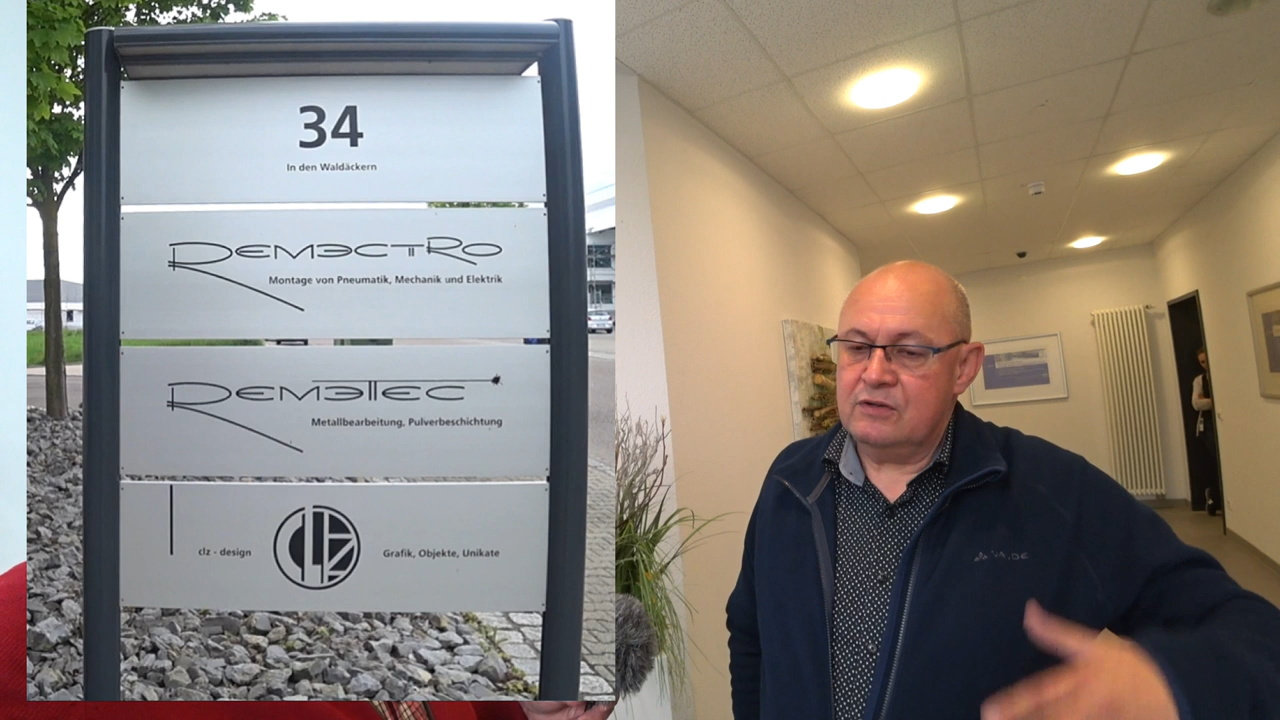 34
In den Waldäckern
REMECTRO
Montage von Pneumatik, Mechanik und Elektrik
REMETEC
Metallbearbeitung, Pulverbeschichtung
clz - design
clz
Grafik, Objekte, Unikate